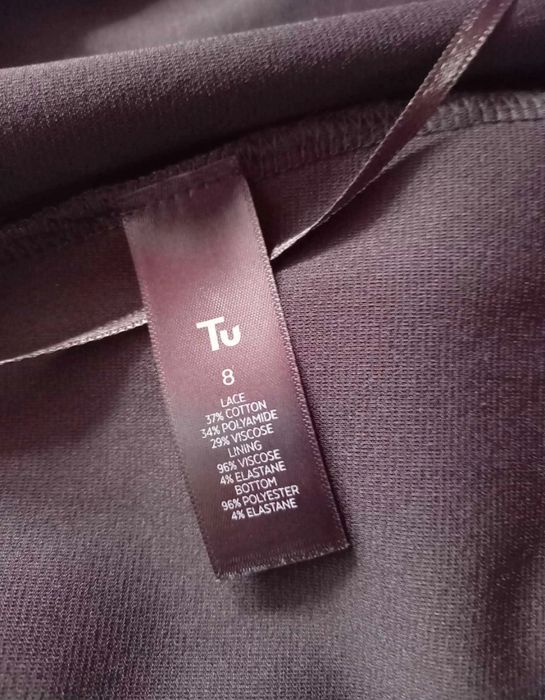 Tu
8
LACE
37% COTTON
34% POLYAMIDE
29% VISCOSE
LINING
96% VISCOSE
4% ELASTANE
BOTTOM
96% POLYESTER
4% ELASTANE